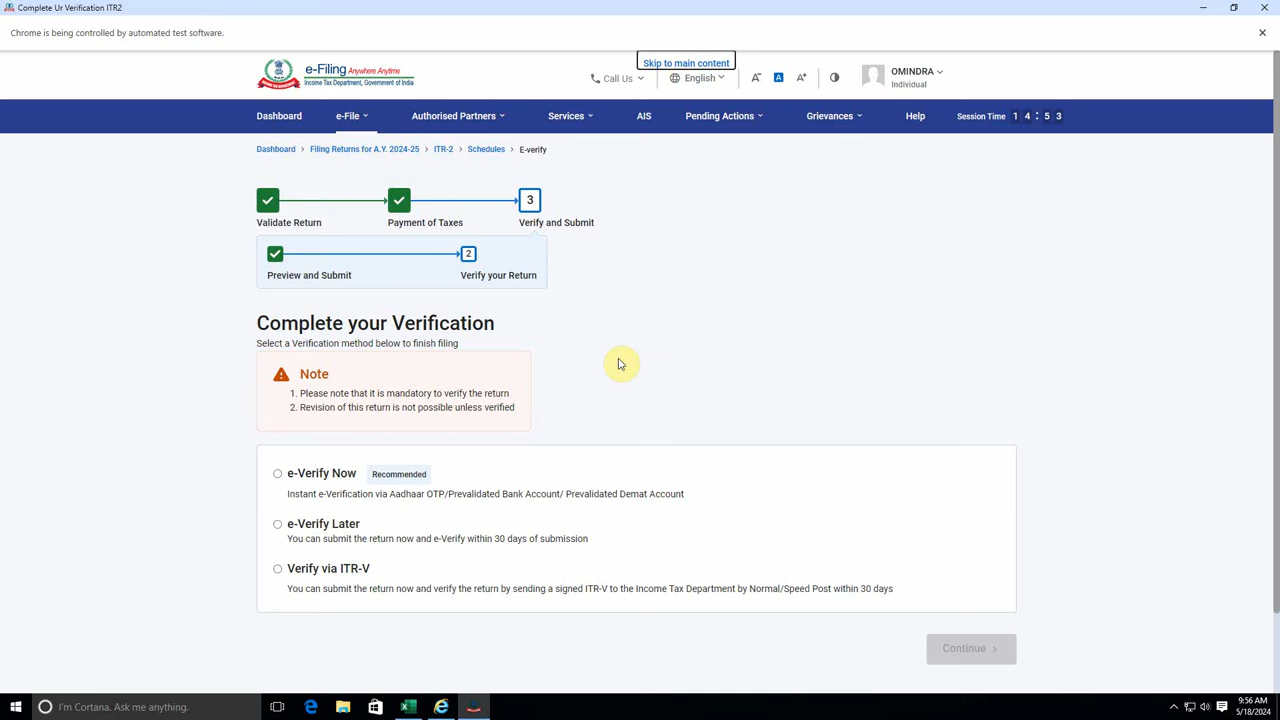 Complete Ur Verification ITR2
Chrome is being controlled by automated test software.
Skip to main content
e-Filing Anywhere Anytime
Income Tax Department, Government of India
Call Us
English
A-
A
A+
OMINDRA
Individual
Dashboard e-File Authorised Partners Services AIS Pending Actions Grievances Help Session Time 1 4 : 5 3
Dashboard > Filing Returns for A.Y. 2024-25 > ITR-2 > Schedules > E-verify
3
Validate Return Payment of Taxes Verify and Submit
2
Preview and Submit Verify your Return
Complete your Verification
Select a Verification method below to finish filing
Note
1. Please note that it is mandatory to verify the return
2. Revision of this return is not possible unless verified
e-Verify Now Recommended
Instant e-Verification via Aadhaar OTP/Prevalidated Bank Account/ Prevalidated Demat Account
e-Verify Later
You can submit the return now and e-Verify within 30 days of submission
Verify via ITR-V
You can submit the return now and verify the return by sending a signed ITR-V to the Income Tax Department by Normal/Speed Post within 30 days
Continue >
I'm Cortana. Ask me anything.
9:56 AM
5/18/2024